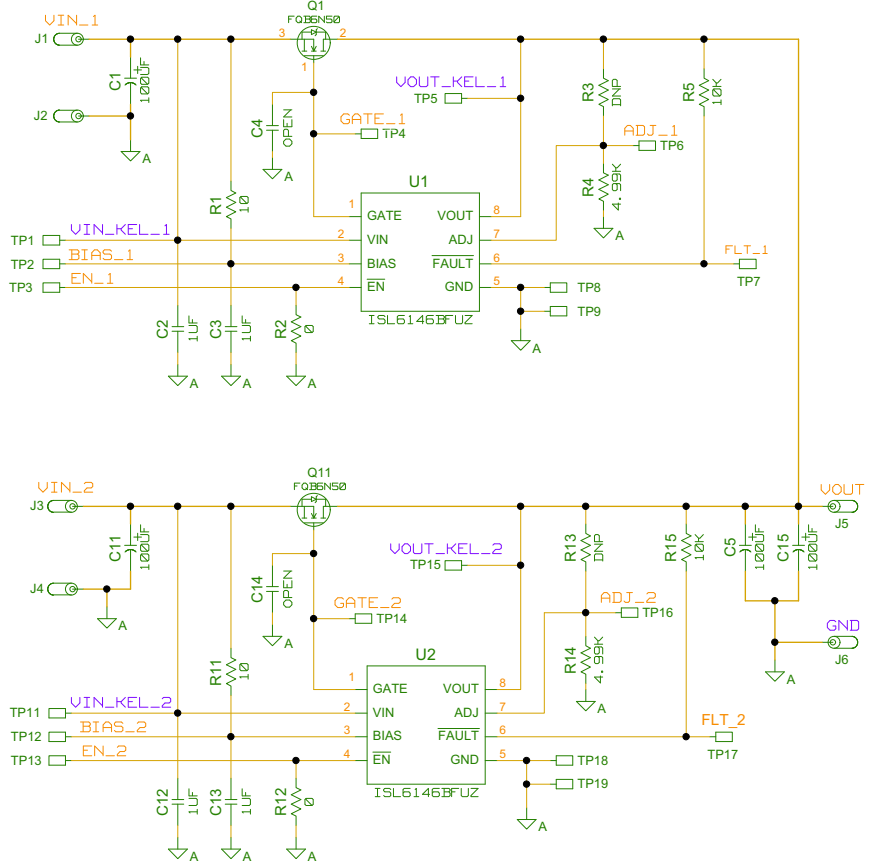 Q1
VIN_1
FQB6N50
J1
3
2
1
C1
100UF
VOUT_KEL_1
TP5
R3
DNP
R5
10K
J2
C4
OPEN
GATE_1
TP4
ADJ_1
TP6
A
A
R4
4.99K
U1
R1
10
1
GATE
VOUT
8
A
TP1
VIN_KEL_1
2
VIN
ADJ
7
TP2
BIAS_1
3
BIAS
FAULT
6
FLT_1
TP7
TP3
EN_1
4
EN
GND
5
TP8
TP9
ISL6146BFUZ
C2
1UF
C3
1UF
R2
0
A
A
A
A
Q11
VIN_2
FQB6N50
VOUT
J3
J5
C11
100UF
VOUT_KEL_2
TP15
R13
DNP
R15
10K
C5
100UF
C15
100UF
J4
C14
OPEN
GATE_2
TP14
ADJ_2
TP16
A
A
GND
J6
R14
4.99K
A
U2
R11
10
1
GATE
VOUT
8
A
TP11
VIN_KEL_2
2
VIN
ADJ
7
FLT_2
TP12
BIAS_2
3
BIAS
FAULT
6
TP17
TP13
EN_2
4
EN
GND
5
TP18
TP19
ISL6146BFUZ
C12
1UF
C13
1UF
R12
0
A
A
A
A